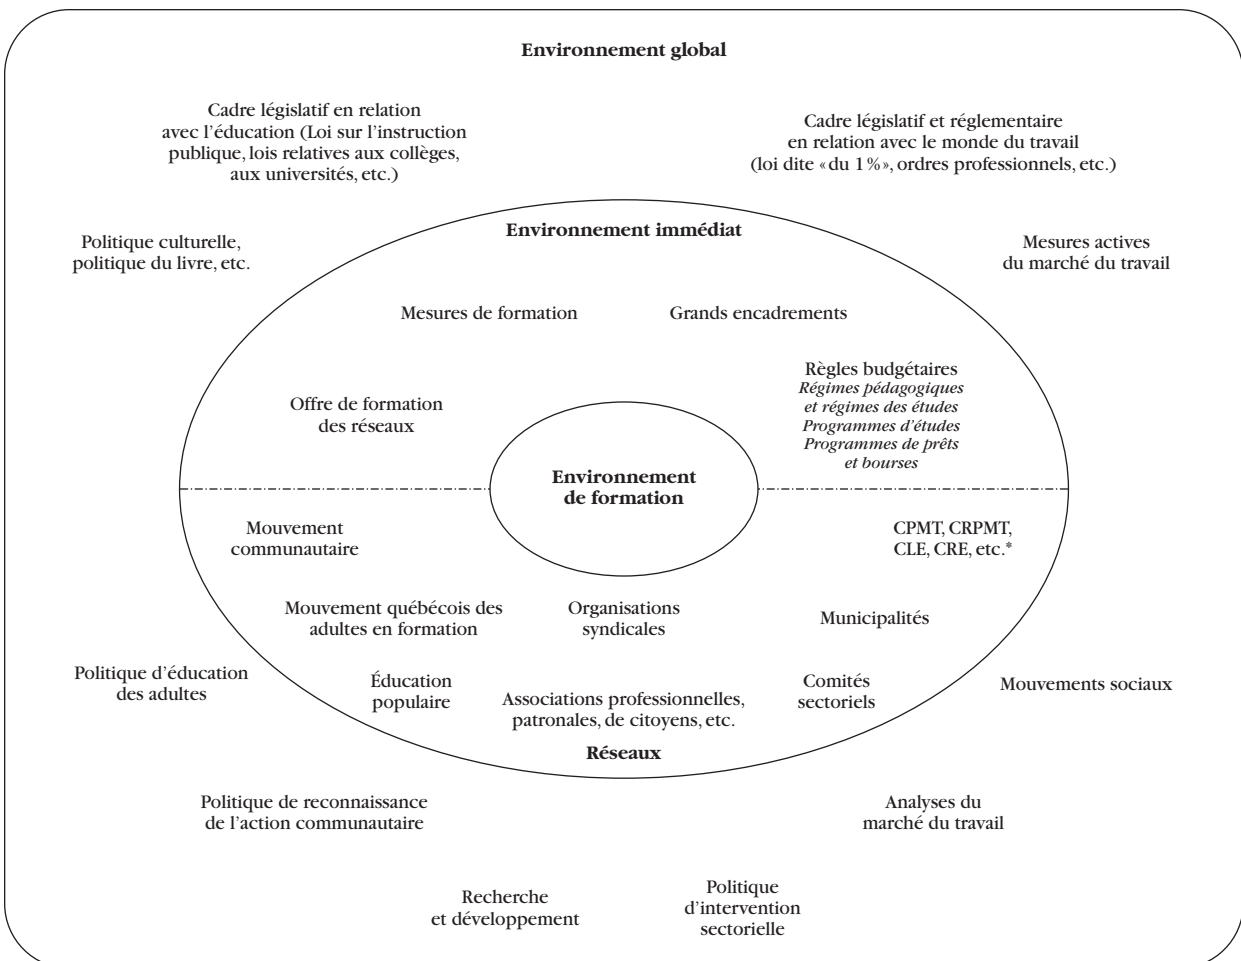 Environnement global
Cadre législatif en relation
avec l’éducation (Loi sur l’instruction
publique, lois relatives aux collèges,
aux universités, etc.)
Cadre législatif et réglementaire
en relation avec le monde du travail
(loi dite «du 1%», ordres professionnels, etc.)
Politique culturelle,
politique du livre, etc.
Environnement immédiat
Mesures actives
du marché du travail
Mesures de formation
Grands encadrements
Offre de formation
des réseaux
Règles budgétaires
Régimes pédagogiques
et régimes des études
Programmes d’études
Programmes de prêts
et bourses
Environnement
de formation
Mouvement
communautaire
CPMT, CRPMT,
CLE, CRE, etc.*
Mouvement québécois des
adultes en formation
Organisations
syndicales
Municipalités
Politique d’éducation
des adultes
Éducation
populaire
Associations professionnelles,
patronales, de citoyens, etc.
Comités
sectoriels
Mouvements sociaux
Réseaux
Politique de reconnaissance
de l’action communautaire
Analyses du
marché du travail
Recherche
et développement
Politique
d’intervention
sectorielle